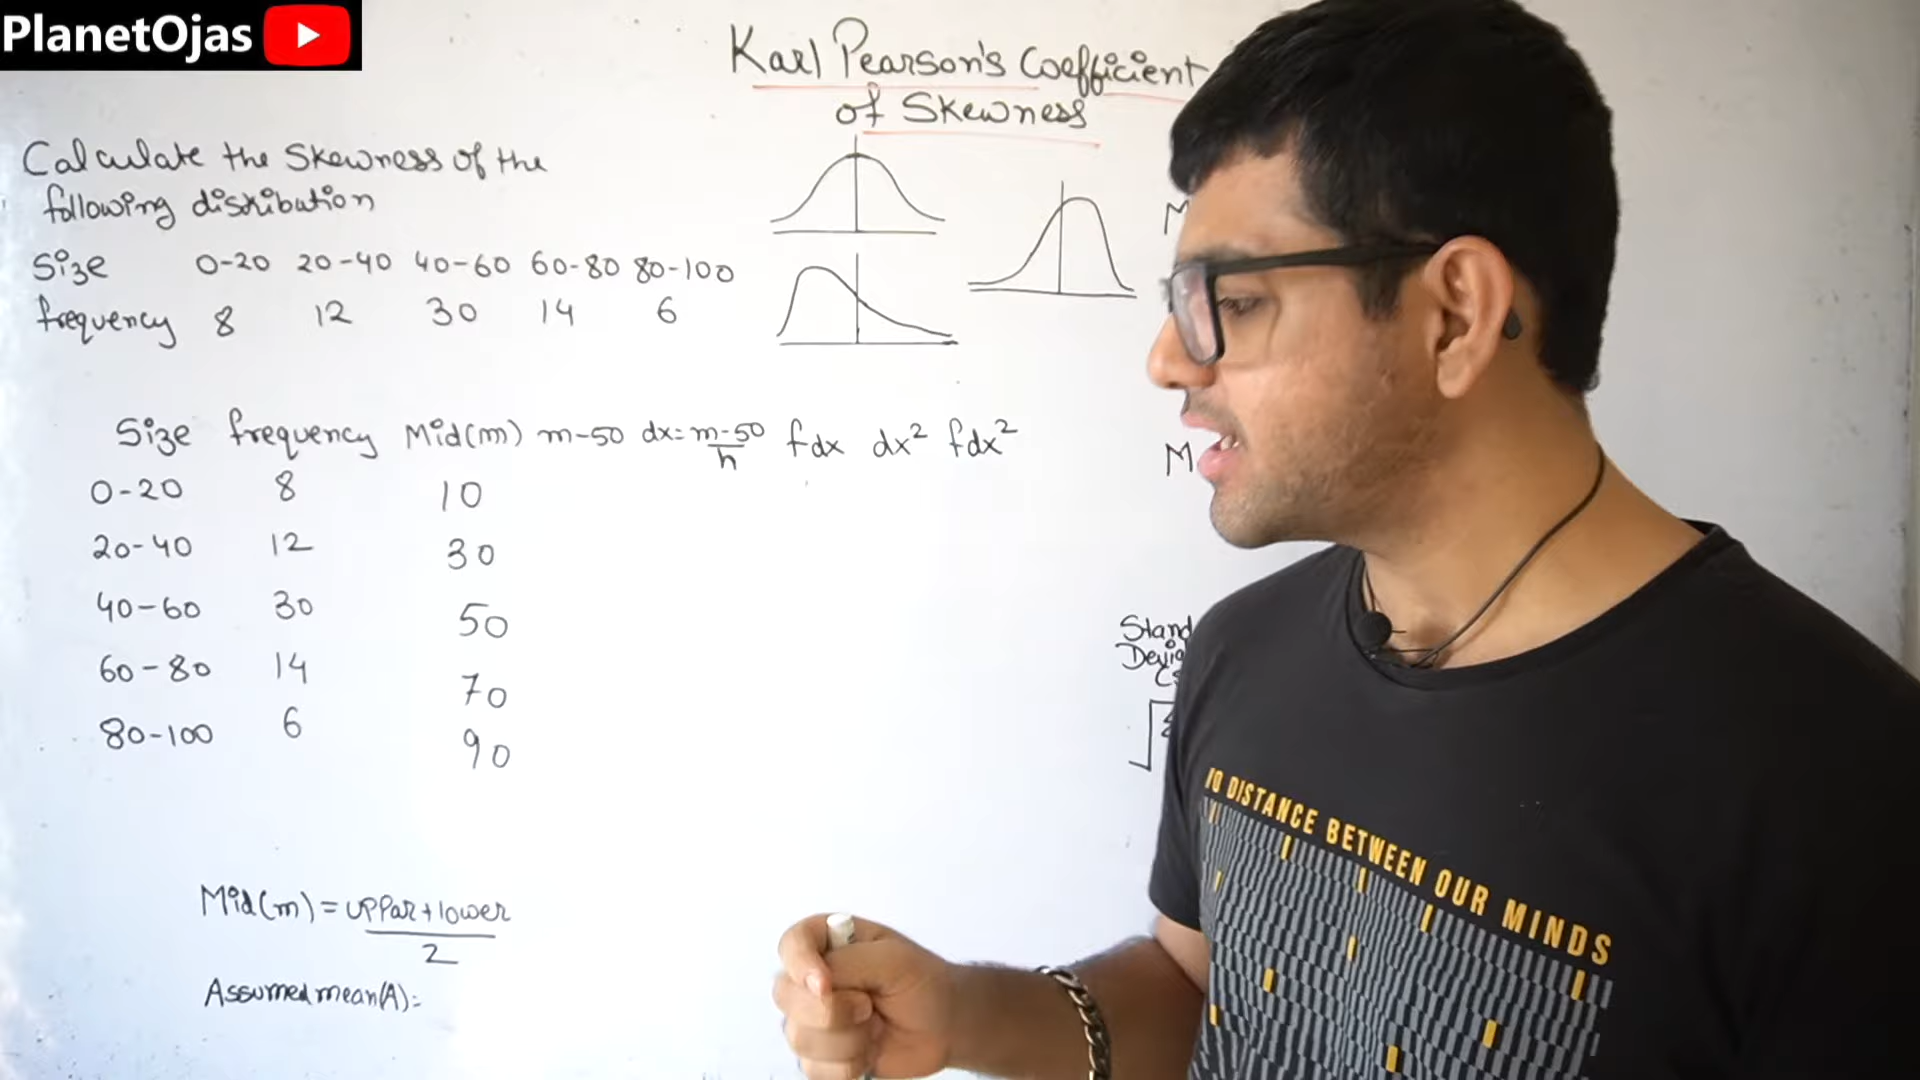 PlanetOjas
Karl Pearson's Coefficient
of Skewness
Calculate the Skewness of the
following distribution
Size 0-20 20-40 40-60 60-80 80-100
frequency 8 12 30 14 6
Size frequency Mid(m) m-50 dx=m-50/h fdx dx² fdx²
0-20 8 10
20-40 12 30
40-60 30 50
60-80 14 70
80-100 6 90
Mid(m)=uppar+lower
2
Assumed mean(A)=
M
M
DISTANCE BETWEEN OUR MINDS